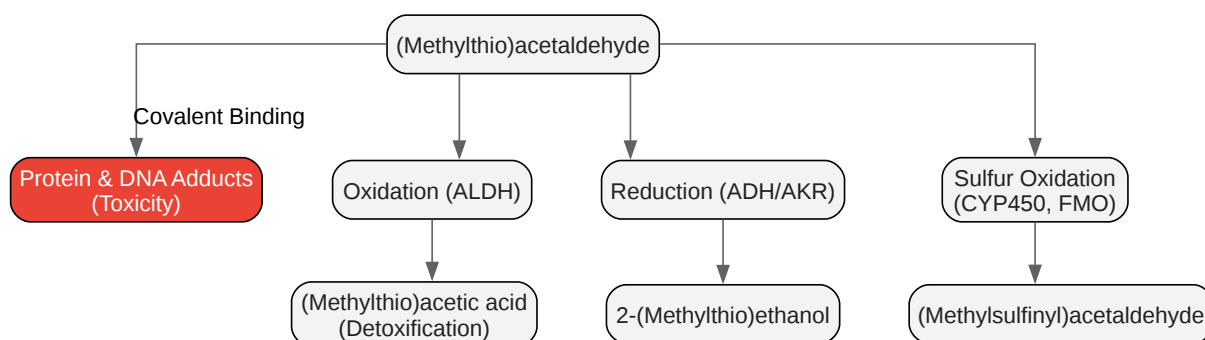 (Methylthio)acetaldehyde
Covalent Binding
Protein & DNA Adducts
(Toxicity)
Oxidation (ALDH)
Reduction (ADH/AKR)
Sulfur Oxidation
(CYP450, FMO)
(Methylthio)acetic acid
(Detoxification)
2-(Methylthio)ethanol
(Methylsulfinyl)acetaldehyde